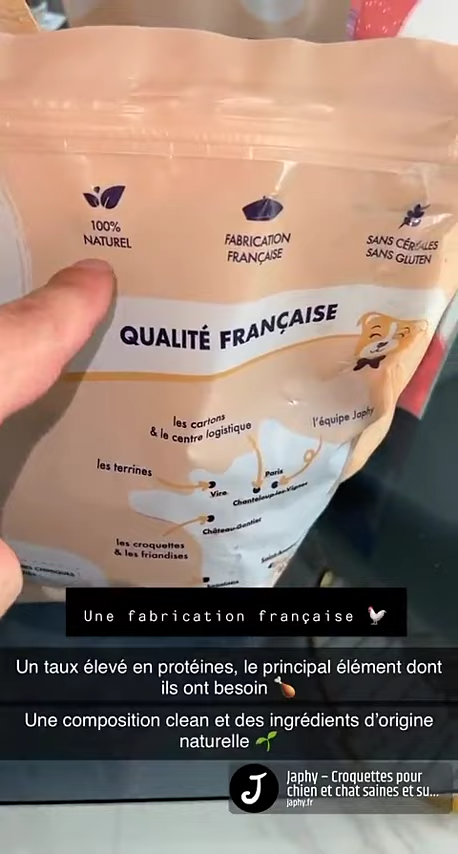 100%
NATUREL
FABRICATION
FRANÇAISE
SANS CÉRÉALES
SANS GLUTEN
QUALITÉ FRANÇAISE
les cartons
& le centre logistique
l'équipe Japhy
les terrines
Paris
Vire
Chanteloup-les-Vignes
Château-Gontier
les croquettes
& les friandises
Une fabrication française 🐓
Un taux élevé en protéines, le principal élément dont
ils ont besoin 🍗
Une composition clean et des ingrédients d'origine
naturelle 🌱
J
Japhy – Croquettes pour
chien et chat saines et su...
japhy.fr